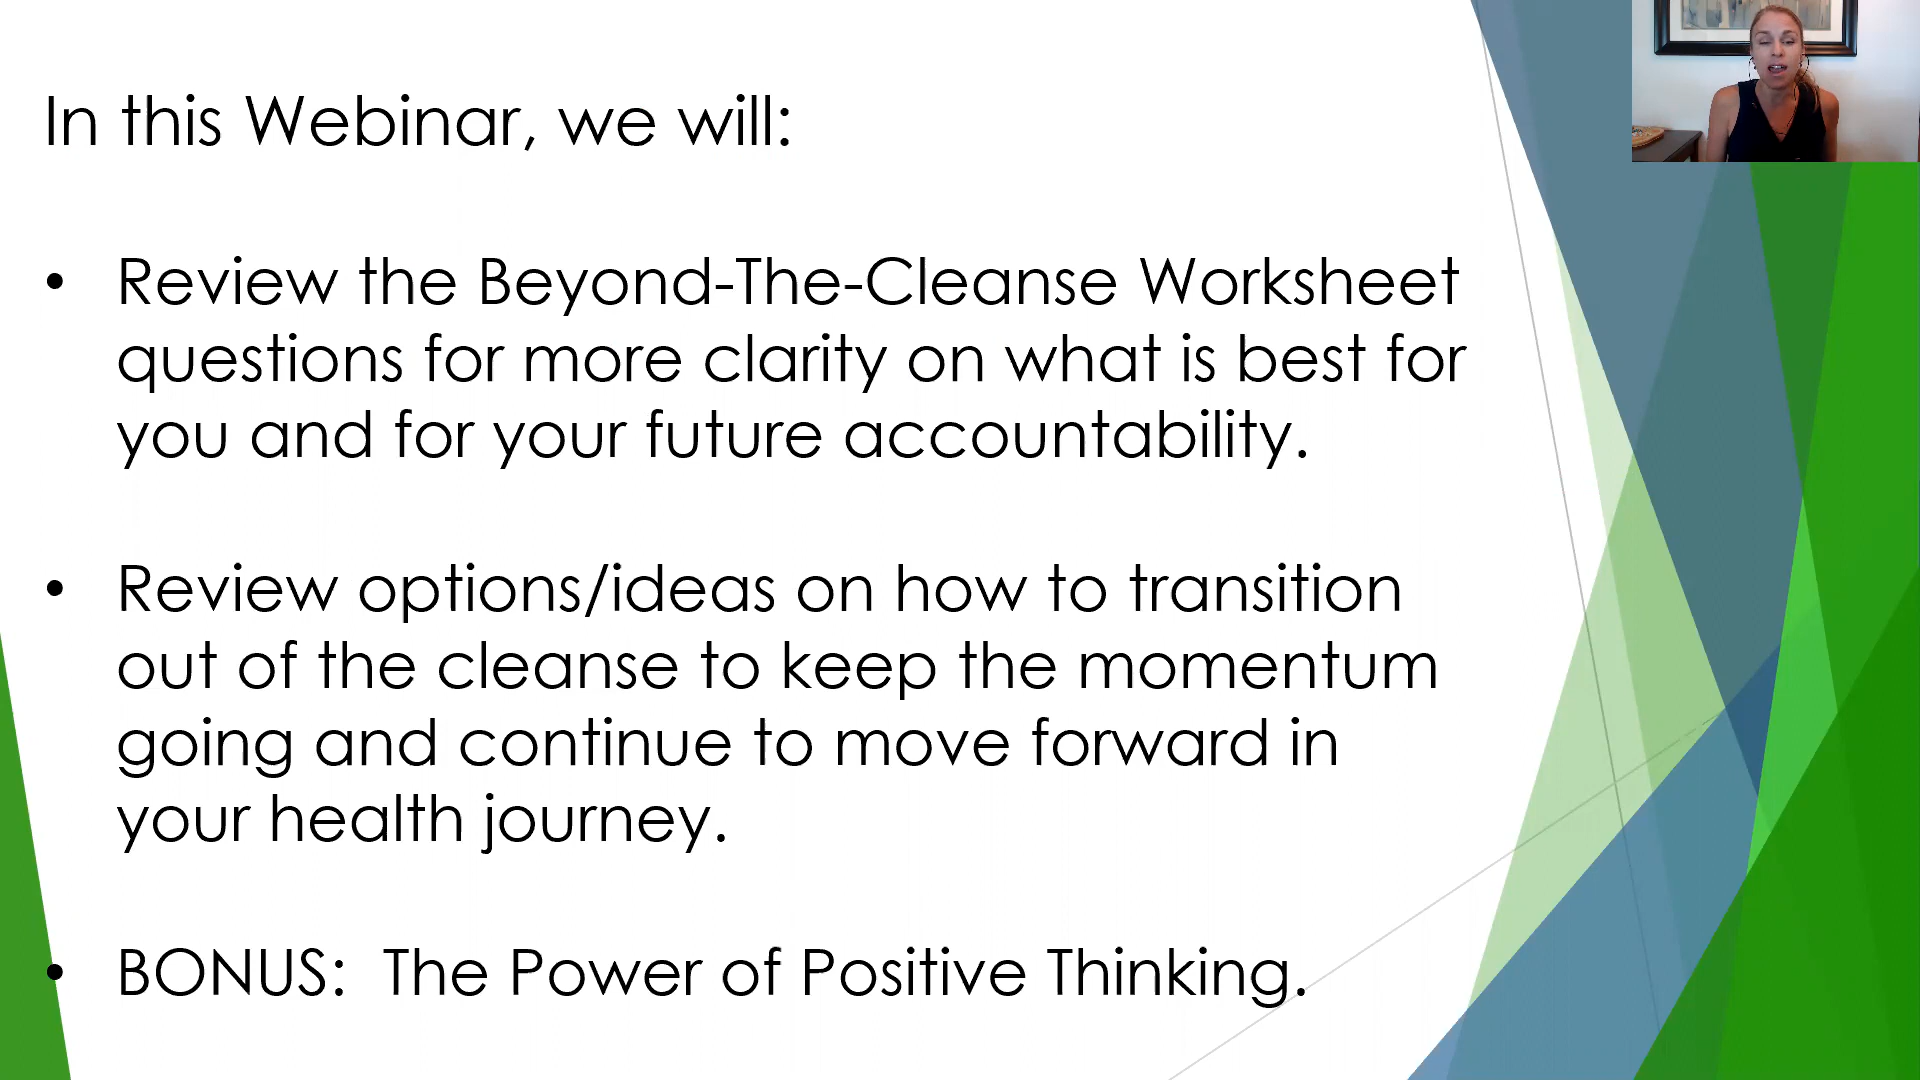 In this Webinar, we will:
• Review the Beyond-The-Cleanse Worksheet
questions for more clarity on what is best for
you and for your future accountability.
• Review options/ideas on how to transition
out of the cleanse to keep the momentum
going and continue to move forward in
your health journey.
• BONUS:  The Power of Positive Thinking.